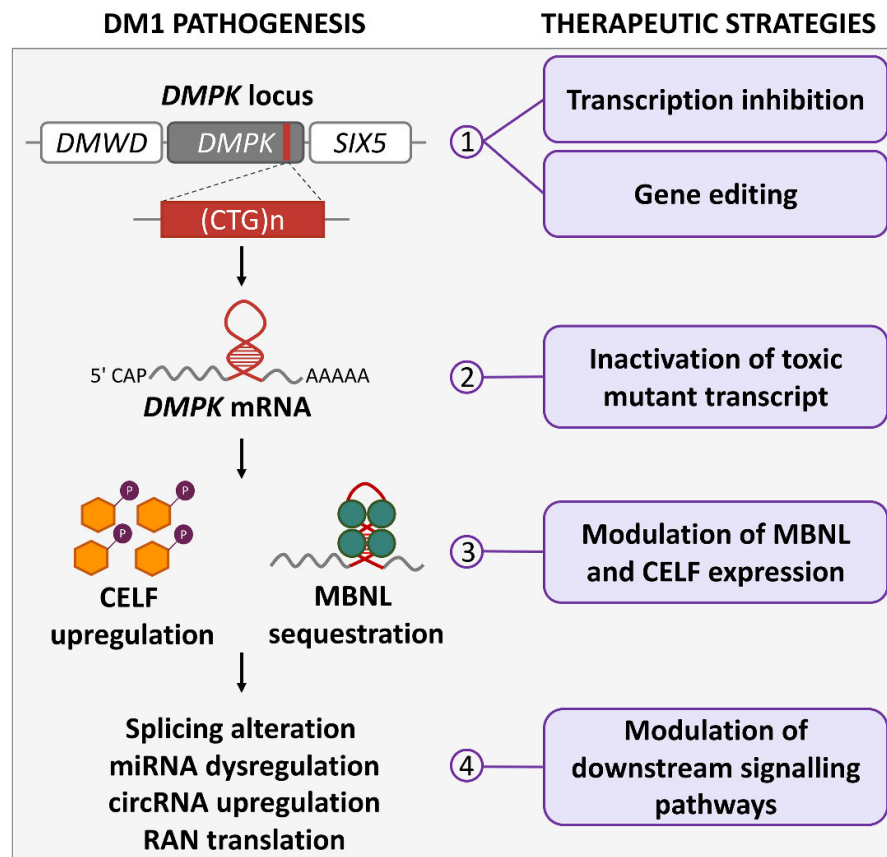 DM1 PATHOGENESIS
THERAPEUTIC STRATEGIES
DMPK locus
DMWD
DMPK
SIX5
(CTG)n
1
Transcription inhibition
Gene editing
5' CAP
AAAAA
DMPK mRNA
2
Inactivation of toxic
mutant transcript
P
P
P
P
CELF
upregulation
MBNL
sequestration
3
Modulation of MBNL
and CELF expression
Splicing alteration
miRNA dysregulation
circRNA upregulation
RAN translation
4
Modulation of
downstream signalling
pathways